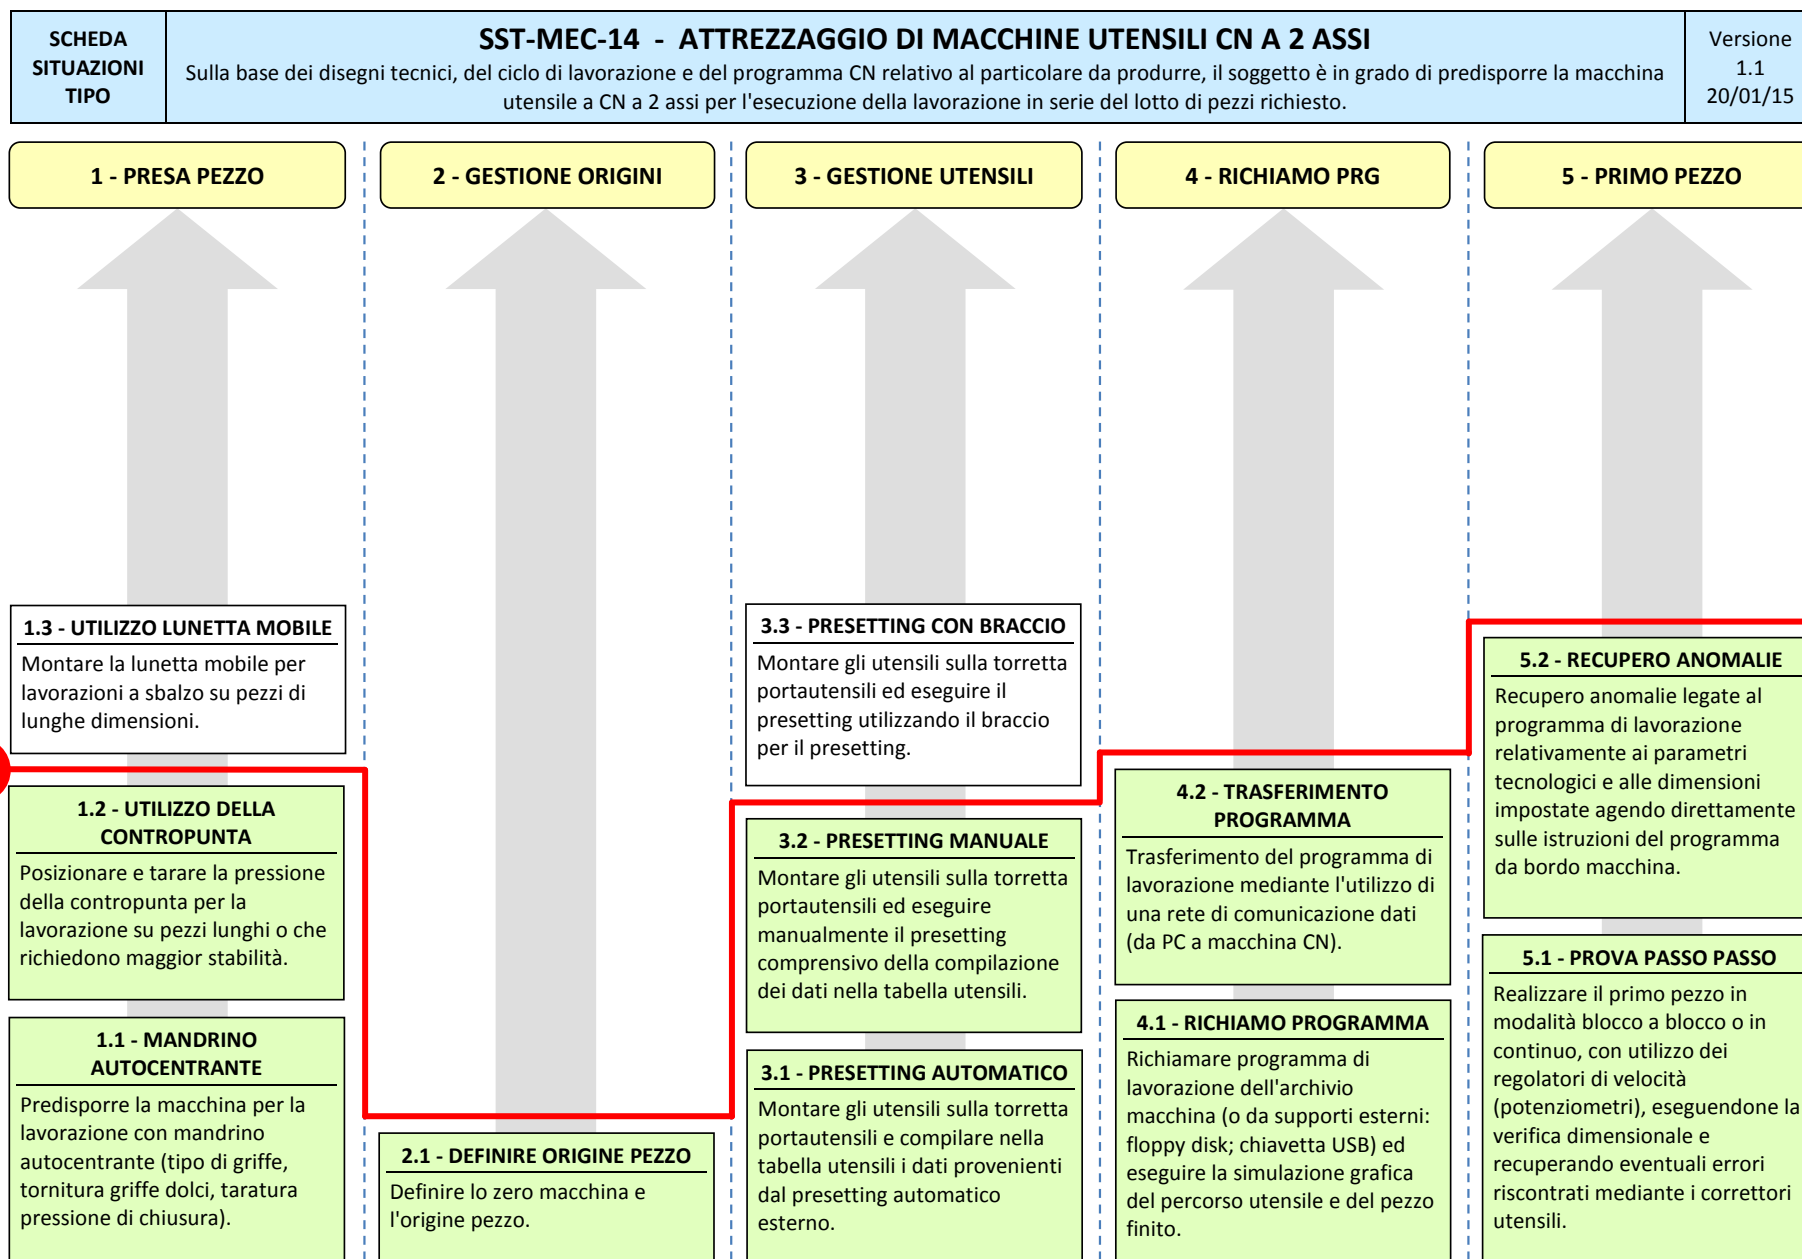 SCHEDA
SITUAZIONI
TIPO
SST-MEC-14 - ATTREZZAGGIO DI MACCHINE UTENSILI CN A 2 ASSI
Sulla base dei disegni tecnici, del ciclo di lavorazione e del programma CN relativo al particolare da produrre, il soggetto è in grado di predisporre la macchina
utensile a CN a 2 assi per l'esecuzione della lavorazione in serie del lotto di pezzi richiesto.
Versione
1.1
20/01/15
1 - PRESA PEZZO
2 - GESTIONE ORIGINI
3 - GESTIONE UTENSILI
4 - RICHIAMO PRG
5 - PRIMO PEZZO
1.3 - UTILIZZO LUNETTA MOBILE
Montare la lunetta mobile per
lavorazioni a sbalzo su pezzi di
lunghe dimensioni.
1.2 - UTILIZZO DELLA
CONTROPUNTA
Posizionare e tarare la pressione
della contropunta per la
lavorazione su pezzi lunghi o che
richiedono maggior stabilità.
1.1 - MANDRINO
AUTOCENTRANTE
Predisporre la macchina per la
lavorazione con mandrino
autocentrante (tipo di griffe,
tornitura griffe dolci, taratura
pressione di chiusura).
2.1 - DEFINIRE ORIGINE PEZZO
Definire lo zero macchina e
l'origine pezzo.
3.3 - PRESETTING CON BRACCIO
Montare gli utensili sulla torretta
portautensili ed eseguire il
presetting utilizzando il braccio
per il presetting.
3.2 - PRESETTING MANUALE
Montare gli utensili sulla torretta
portautensili ed eseguire
manualmente il presetting
comprensivo della compilazione
dei dati nella tabella utensili.
3.1 - PRESETTING AUTOMATICO
Montare gli utensili sulla torretta
portautensili e compilare nella
tabella utensili i dati provenienti
dal presetting automatico
esterno.
4.2 - TRASFERIMENTO
PROGRAMMA
Trasferimento del programma di
lavorazione mediante l'utilizzo di
una rete di comunicazione dati
(da PC a macchina CN).
4.1 - RICHIAMO PROGRAMMA
Richiamare programma di
lavorazione dell'archivio
macchina (o da supporti esterni:
floppy disk; chiavetta USB) ed
eseguire la simulazione grafica
del percorso utensile e del pezzo
finito.
5.2 - RECUPERO ANOMALIE
Recupero anomalie legate al
programma di lavorazione
relativamente ai parametri
tecnologici e alle dimensioni
impostate agendo direttamente
sulle istruzioni del programma
da bordo macchina.
5.1 - PROVA PASSO PASSO
Realizzare il primo pezzo in
modalità blocco a blocco o in
continuo, con utilizzo dei
regolatori di velocità
(potenziometri), eseguendone la
verifica dimensionale e
recuperando eventuali errori
riscontrati mediante i correttori
utensili.